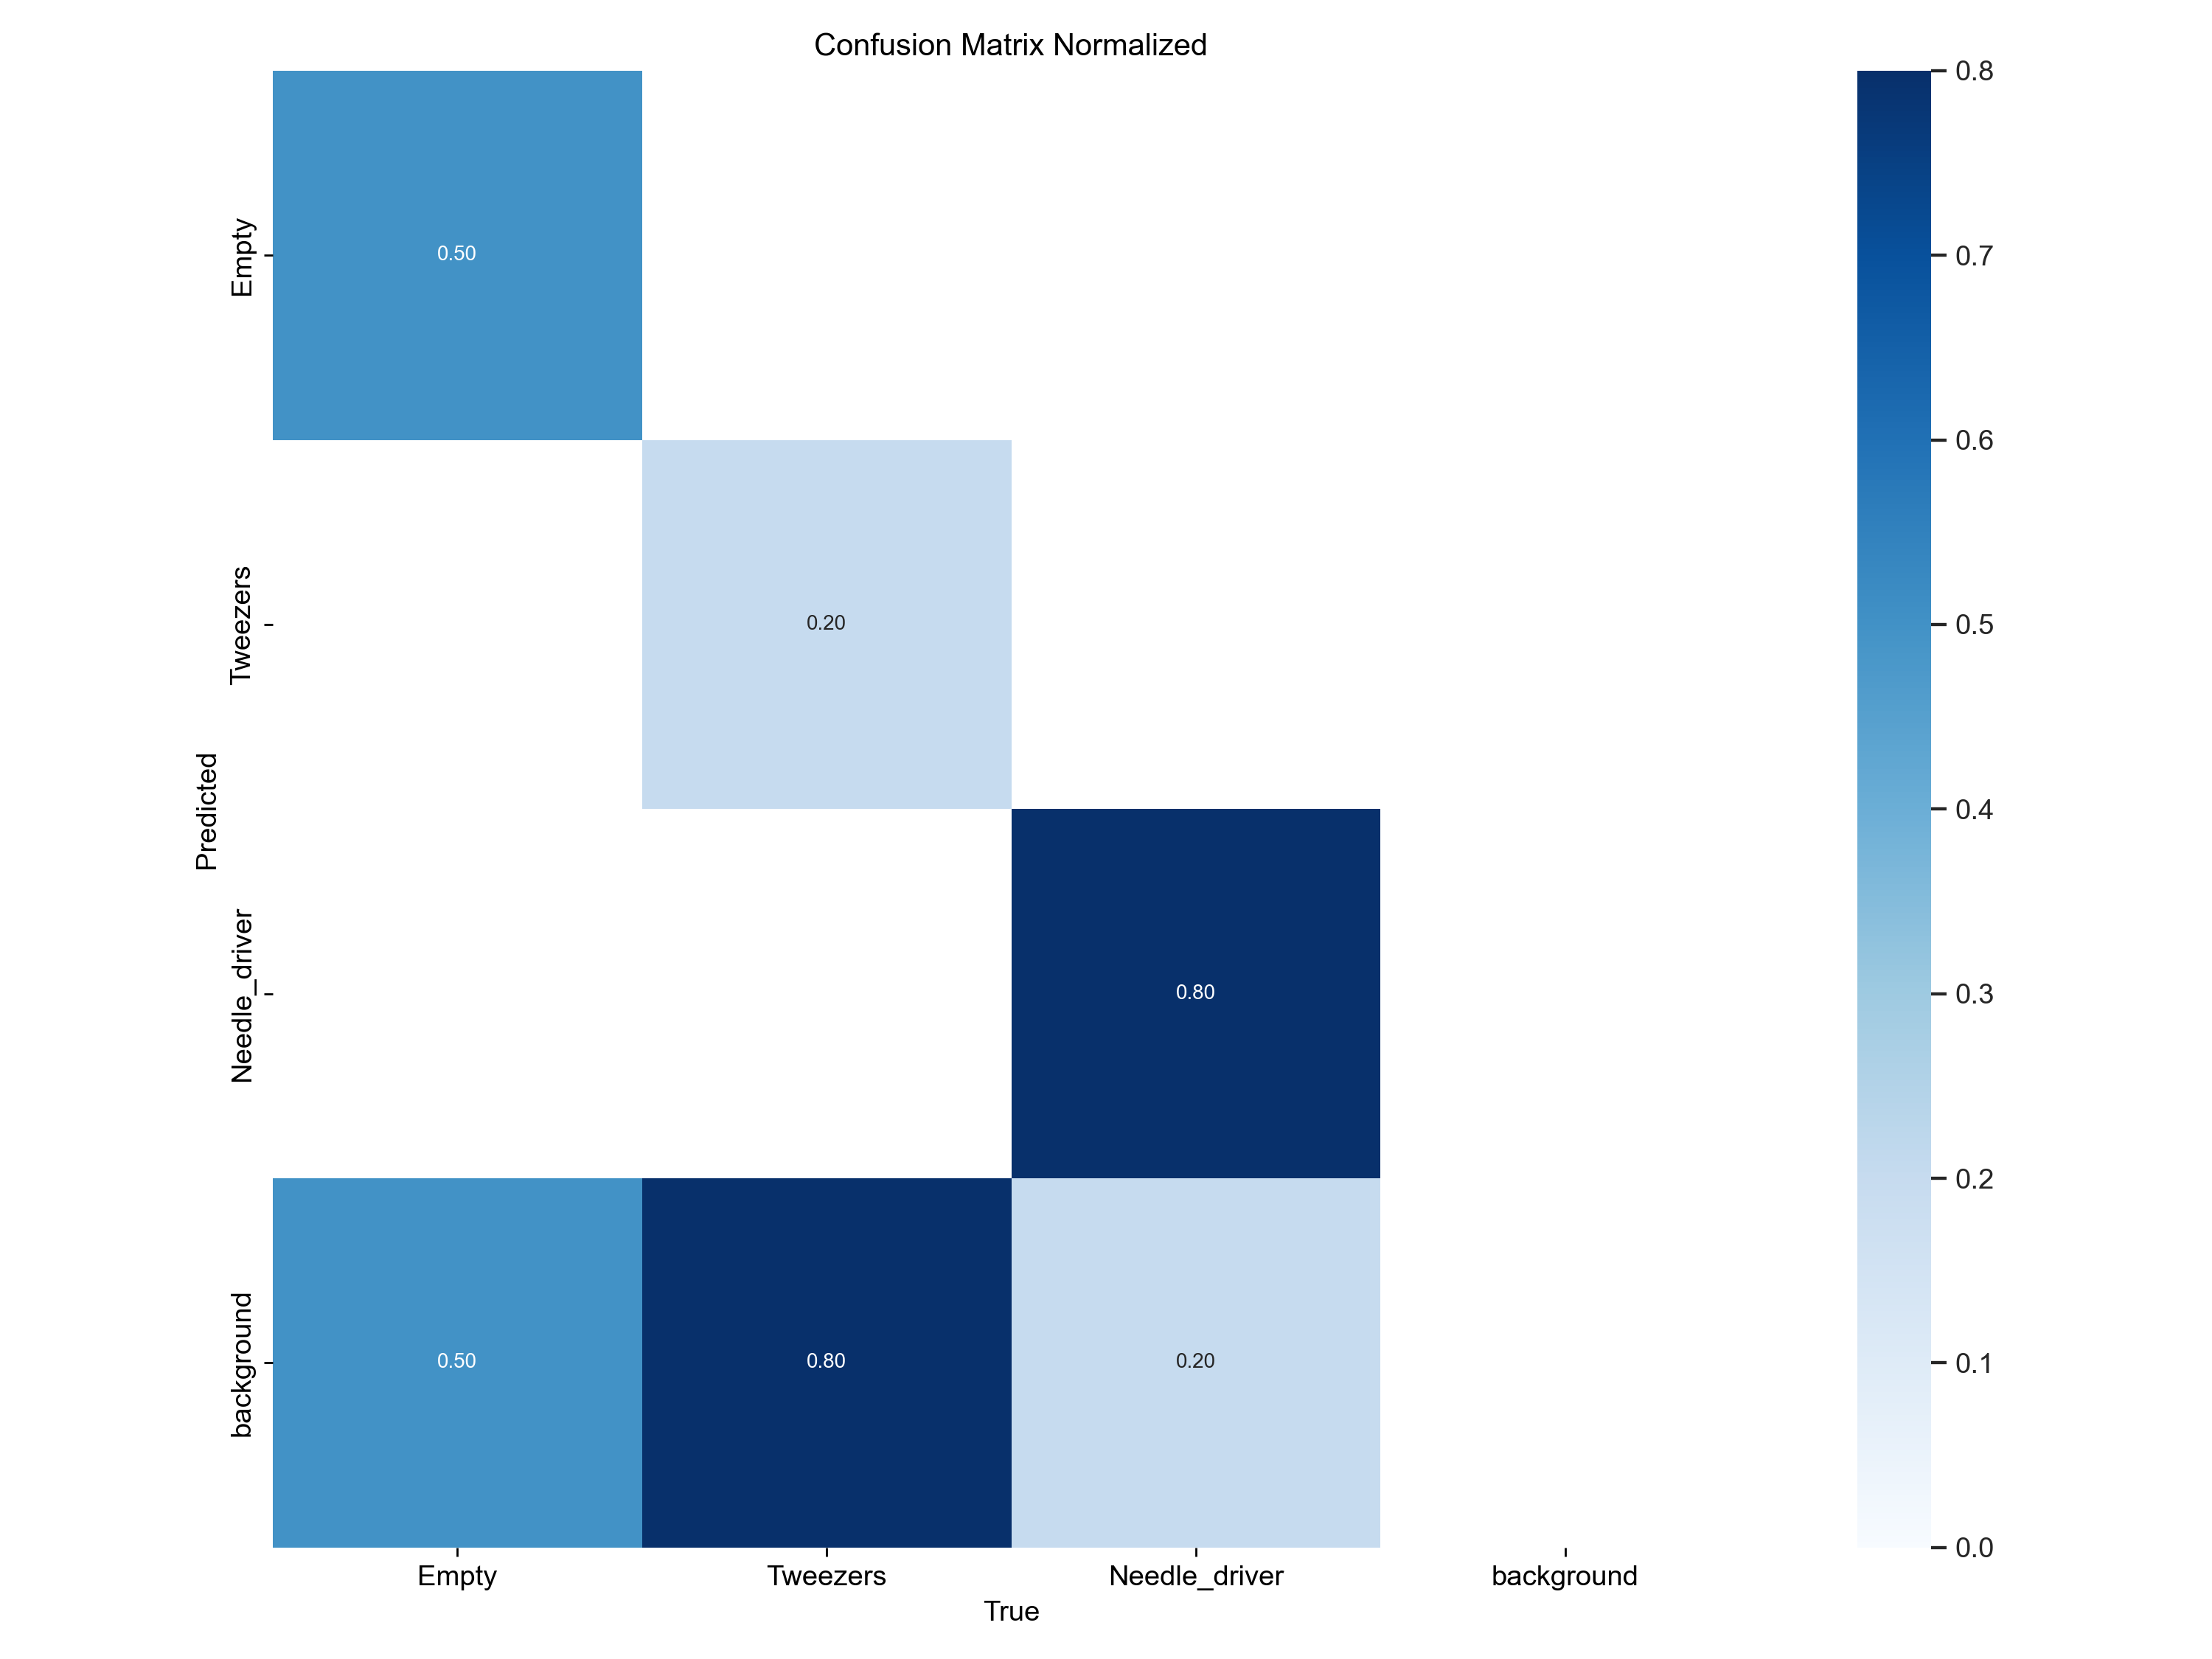 Confusion Matrix Normalized
0.8
0.7
0.6
0.5
0.4
0.3
0.2
0.1
0.0
Predicted
Empty
Tweezers
Needle_driver
background
0.50
0.20
0.80
0.50
0.80
0.20
Empty
Tweezers
Needle_driver
background
True